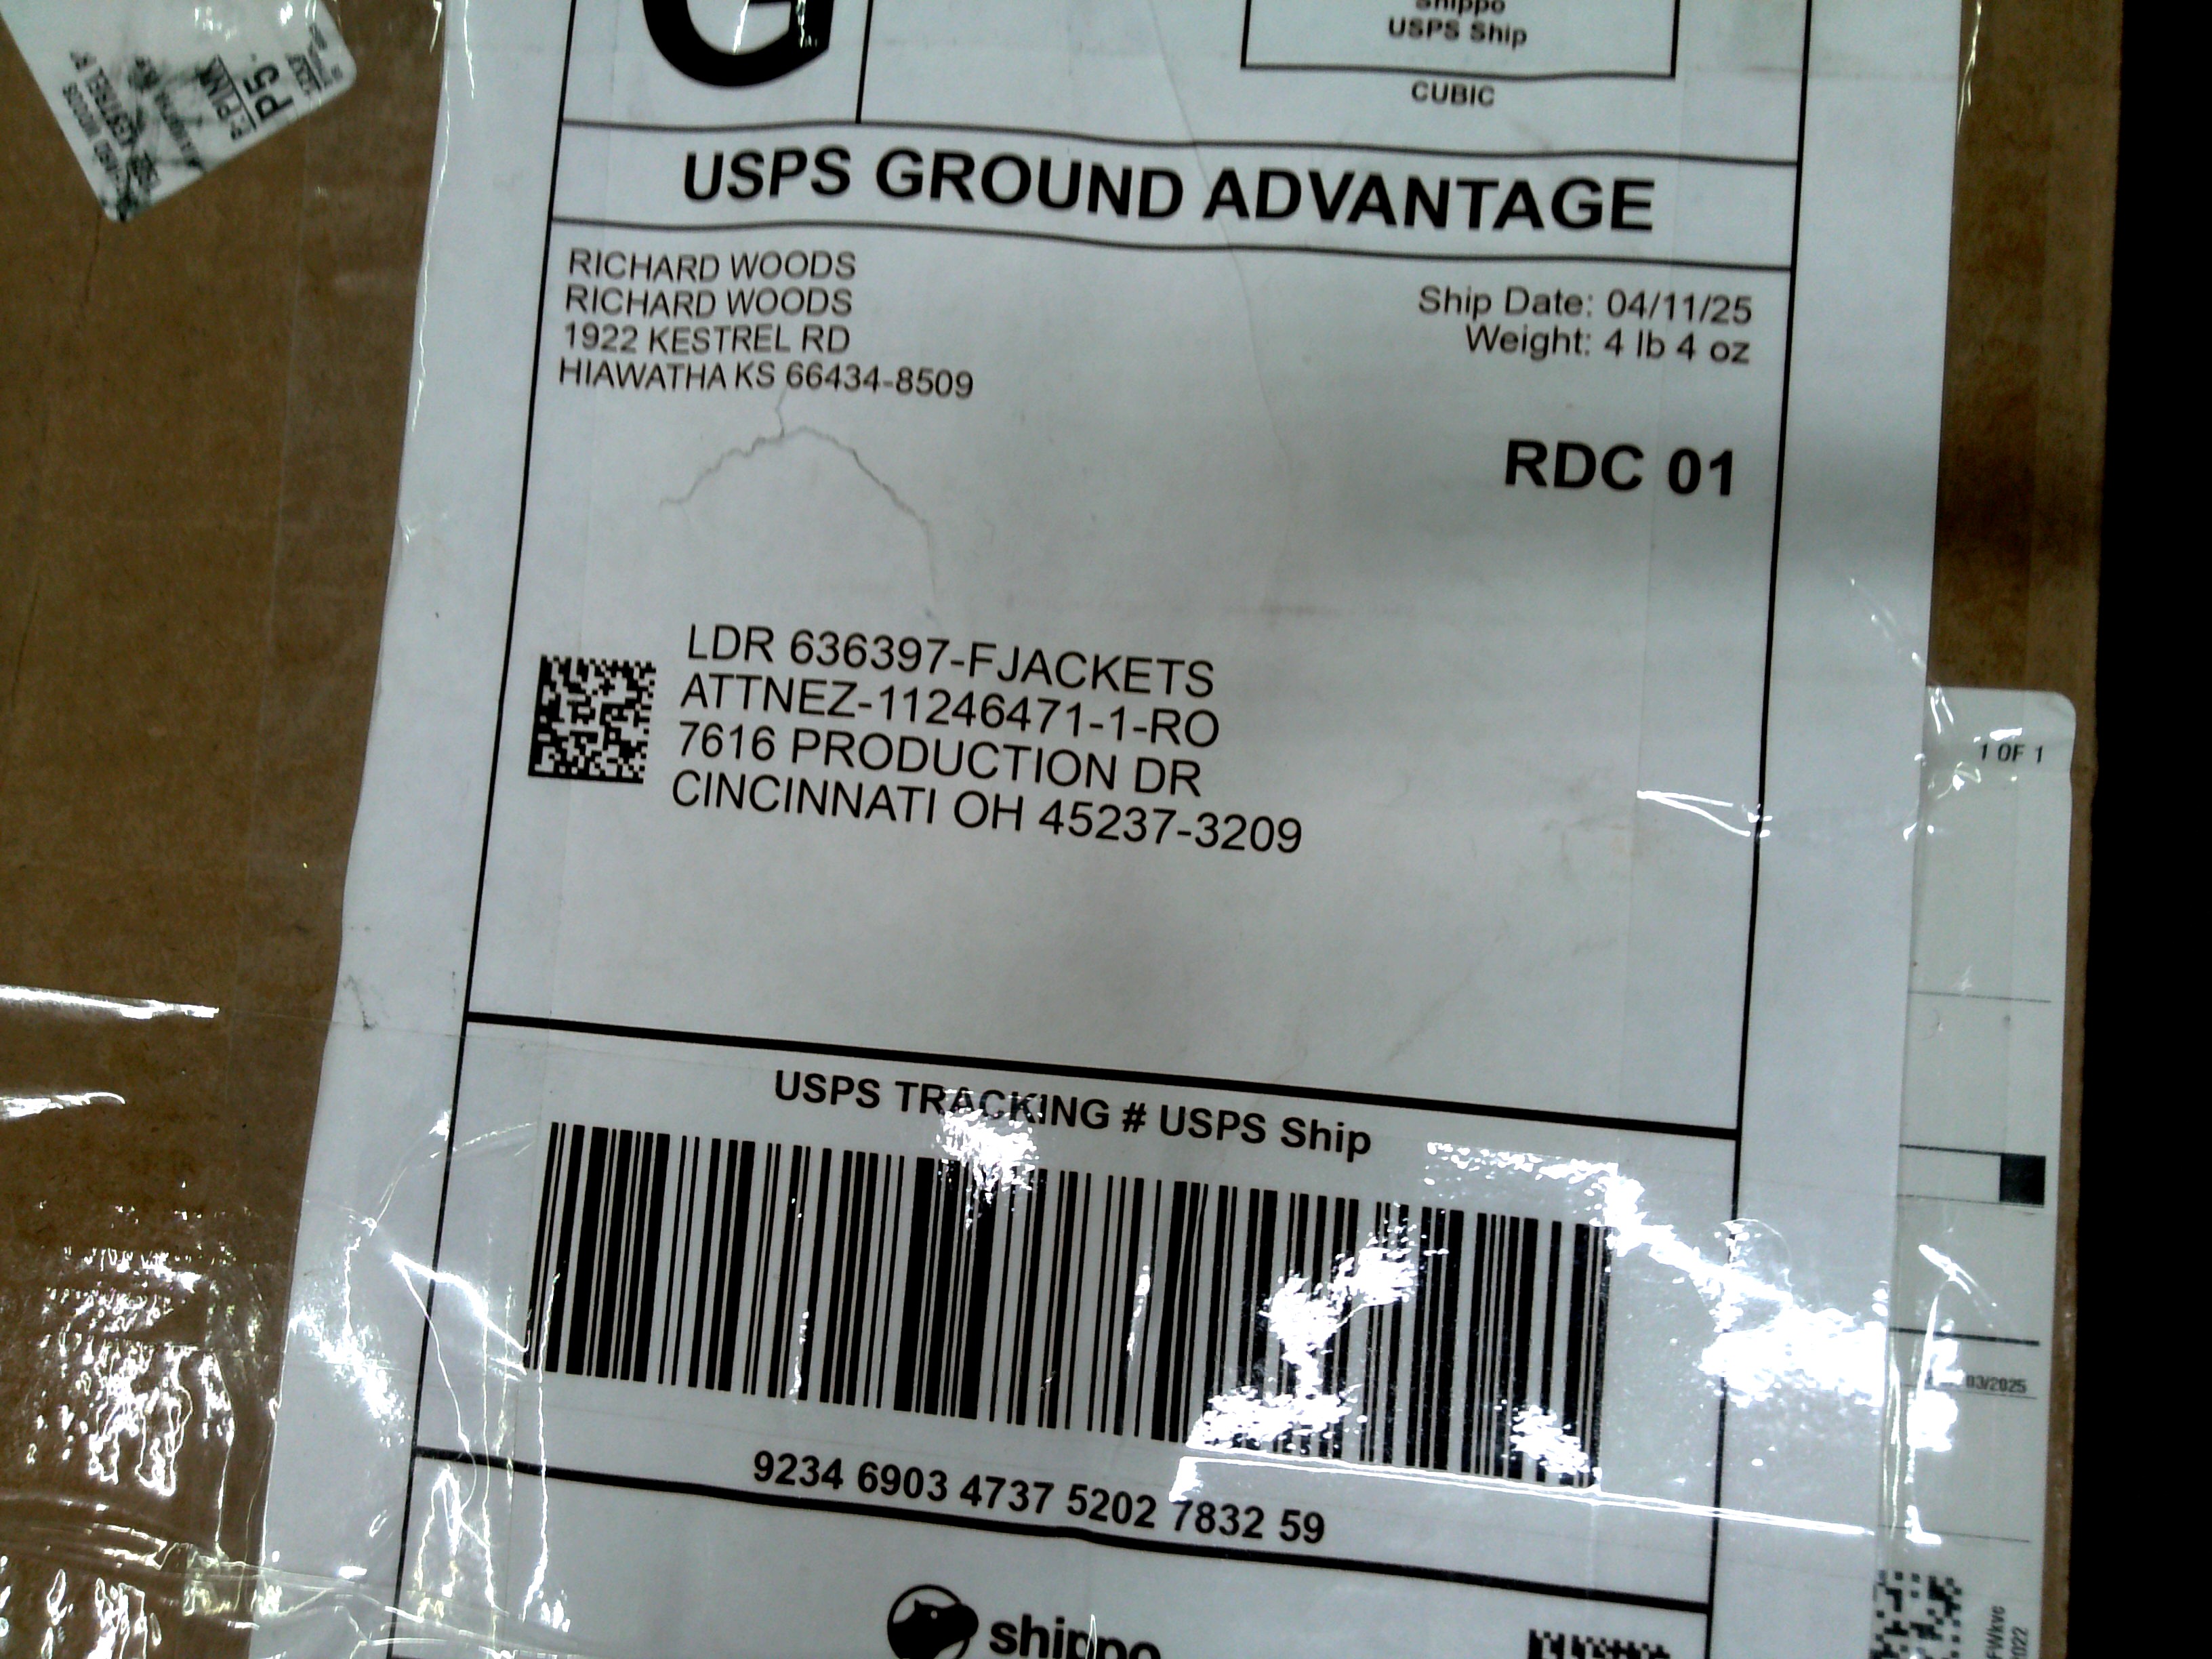 G
Shippo
USPS Ship
CUBIC
USPS GROUND ADVANTAGE
RICHARD WOODS
RICHARD WOODS
1922 KESTREL RD
HIAWATHA KS 66434-8509
Ship Date: 04/11/25
Weight: 4 lb 4 oz
RDC 01
LDR 636397-FJACKETS
ATTNEZ-11246471-1-RO
7616 PRODUCTION DR
CINCINNATI OH 45237-3209
USPS TRACKING # USPS Ship
9234 6903 4737 5202 7832 59
shippo
P5
1 OF 1
03/2025